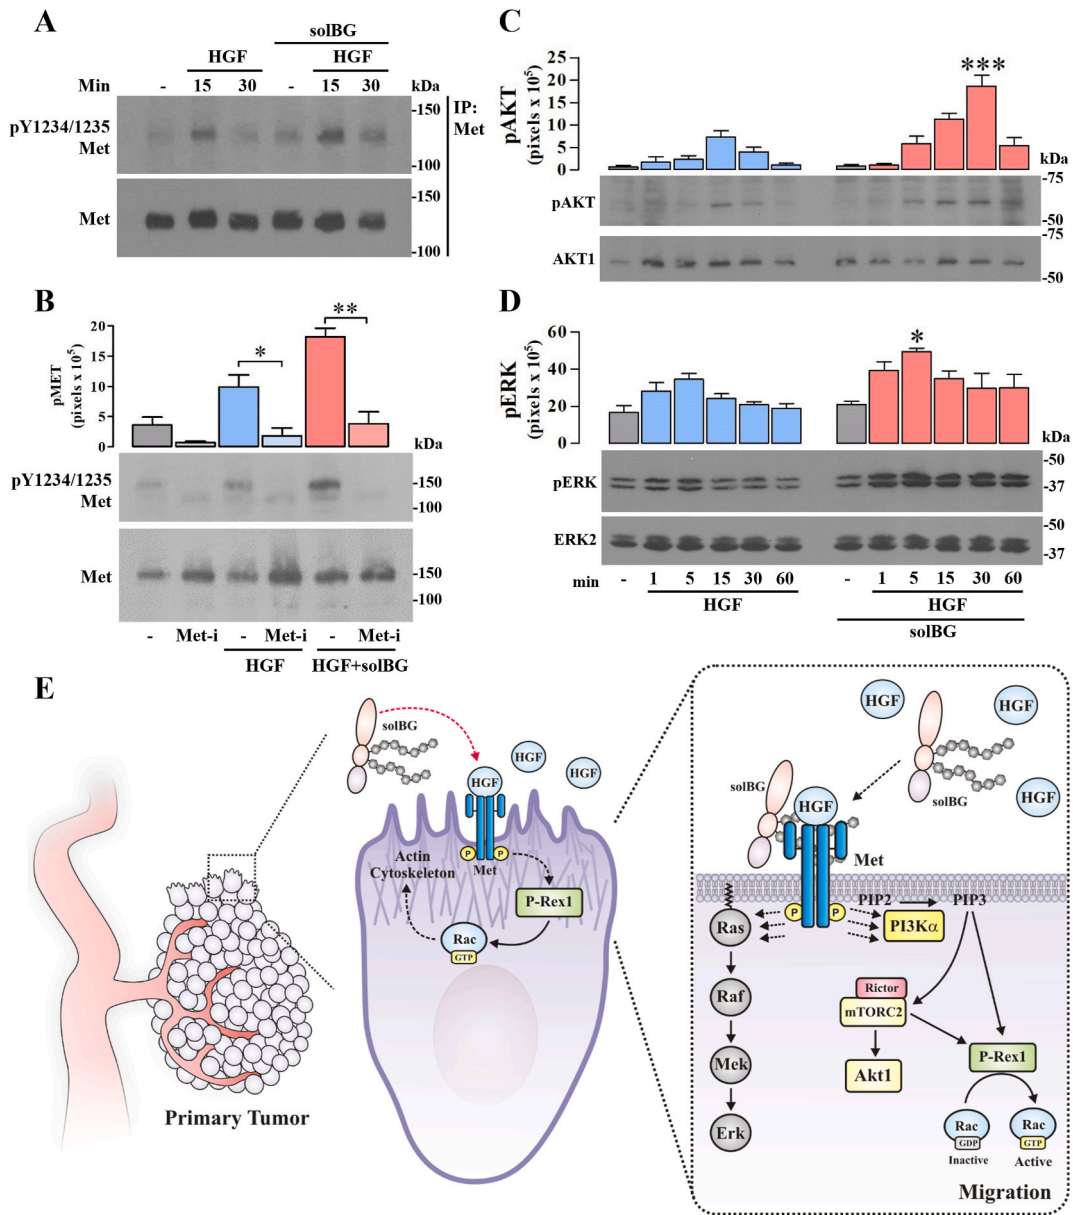 A
solBG
HGF HGF
Min - 15 30 - 15 30 kDa
-150 IP:
pY1234/1235 Met
Met
-100
-150
Met
-100
B
pMET
(pixels x 10⁵)
20
15
10
5
0
* **
kDa
pY1234/1235 -150
Met -100
Met -150
-100
- Met-i - Met-i - Met-i
HGF HGF+solBG
C
pAKT
(pixels x 10⁵)
25
20
15
10
5
0
***
kDa
-75
pAKT
-50
-75
AKT1
-50
D
pERK
(pixels x 10⁵)
60
40
20
0
*
kDa
-50
pERK
-37
-50
ERK2
-37
min - 1 5 15 30 60 - 1 5 15 30 60
HGF HGF
solBG
E
Primary Tumor
solBG
HGF
HGF
HGF
P P
Met
Actin
Cytoskeleton
P-Rex1
Rac
GTP
HGF
HGF
HGF
solBG
solBG
HGF
Met
PIP2 PIP3
P P
Ras
PI3Kα
Raf
Rictor
mTORC2
Mek
Akt1
P-Rex1
Erk
Rac Rac
GDP GTP
Inactive Active
Migration